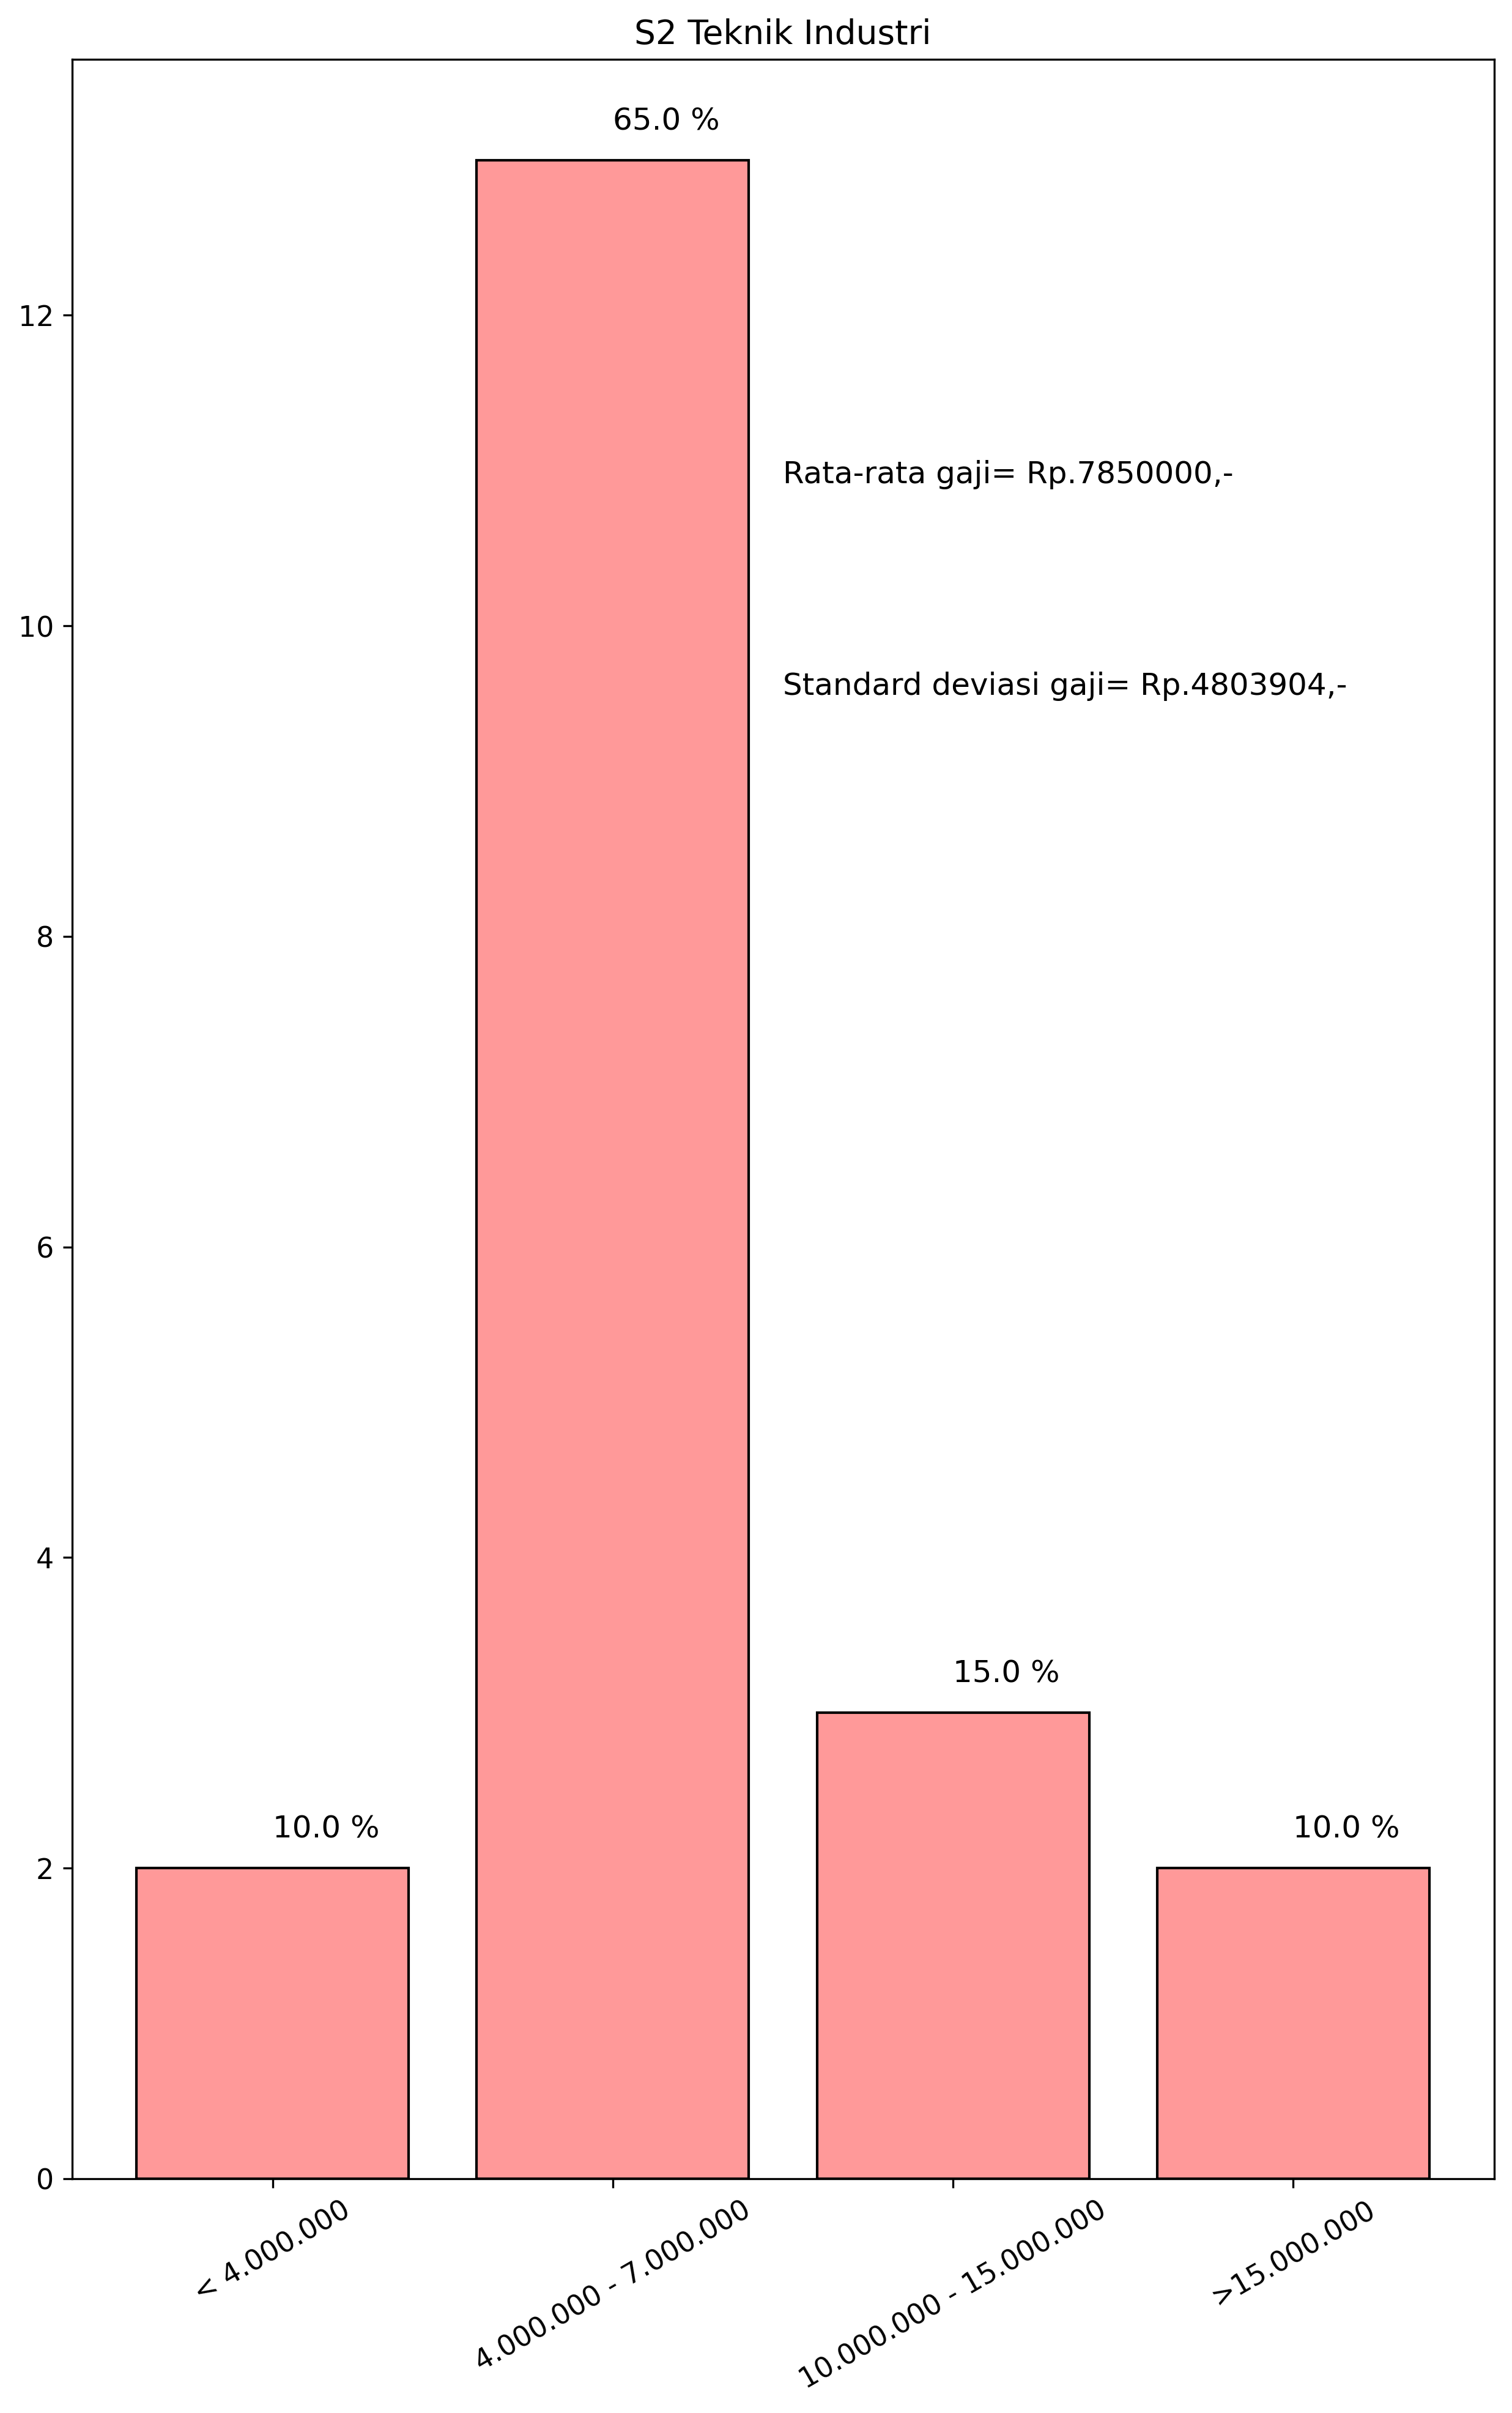 S2 Teknik Industri
65.0 %
12
Rata-rata gaji= Rp.7850000,-
10
Standard deviasi gaji= Rp.4803904,-
8
6
4
15.0 %
10.0 %
10.0 %
2
0
< 4.000.000
4.000.000 - 7.000.000
10.000.000 - 15.000.000
>15.000.000